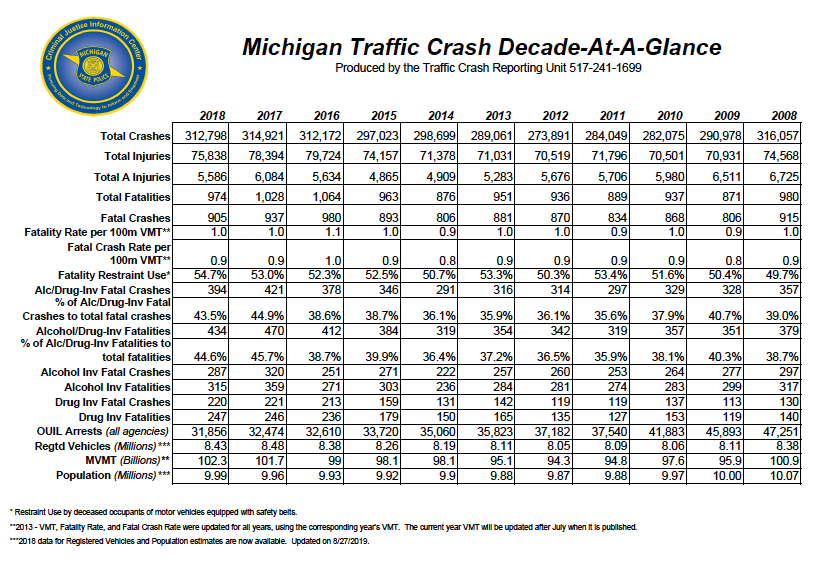 Criminal Justice Information Center
MICHIGAN
STATE POLICE
Michigan Traffic Crash Decade-At-A-Glance
Produced by the Traffic Crash Reporting Unit 517-241-1699
2018 2017 2016 2015 2014 2013 2012 2011 2010 2009 2008
Total Crashes 312,798 314,921 312,172 297,023 298,699 289,061 273,891 284,049 282,075 290,978 316,057
Total Injuries 75,838 78,394 79,724 74,157 71,378 71,031 70,519 71,796 70,501 70,931 74,568
Total A Injuries 5,586 6,084 5,634 4,865 4,909 5,283 5,676 5,706 5,980 6,511 6,725
Total Fatalities 974 1,028 1,064 963 876 951 936 889 937 871 980
Fatal Crashes 905 937 980 893 806 881 870 834 868 806 915
Fatality Rate per 100m VMT** 1.0 1.0 1.1 1.0 0.9 1.0 1.0 0.9 1.0 0.9 1.0
Fatal Crash Rate per
100m VMT** 0.9 0.9 1.0 0.9 0.8 0.9 0.9 0.9 0.9 0.8 0.9
Fatality Restraint Use* 54.7% 53.0% 52.3% 52.5% 50.7% 53.3% 50.3% 53.4% 51.6% 50.4% 49.7%
Alc/Drug-Inv Fatal Crashes 394 421 378 346 291 316 314 297 329 328 357
% of Alc/Drug-Inv Fatal
Crashes to total fatal crashes 43.5% 44.9% 38.6% 38.7% 36.1% 35.9% 36.1% 35.6% 37.9% 40.7% 39.0%
Alcohol/Drug-Inv Fatalities 434 470 412 384 319 354 342 319 357 351 379
% of Alc/Drug-Inv Fatalities to
total fatalities 44.6% 45.7% 38.7% 39.9% 36.4% 37.2% 36.5% 35.9% 38.1% 40.3% 38.7%
Alcohol Inv Fatal Crashes 287 320 251 271 222 257 260 253 264 277 297
Alcohol Inv Fatalities 315 359 271 303 236 284 281 274 283 299 317
Drug Inv Fatal Crashes 220 221 213 159 131 142 119 119 137 113 130
Drug Inv Fatalities 247 246 236 179 150 165 135 127 153 119 140
OUIL Arrests (all agencies) 31,856 32,474 32,610 33,720 35,060 35,823 37,182 37,540 41,883 45,893 47,251
Regtd Vehicles (Millions) *** 8.43 8.48 8.38 8.26 8.19 8.11 8.05 8.09 8.06 8.11 8.38
MVMT (Billions)** 102.3 101.7 99 98.1 98.1 95.1 94.3 94.8 97.6 95.9 100.9
Population (Millions) *** 9.99 9.96 9.93 9.92 9.9 9.88 9.87 9.88 9.97 10.00 10.07
* Restraint Use by deceased occupants of motor vehicles equipped with safety belts.
**2013 - VMT, Fatality Rate, and Fatal Crash Rate were updated for all years, using the corresponding year's VMT. The current year VMT will be updated after July when it is published.
***2018 data for Registered Vehicles and Population estimates are now available. Updated on 8/27/2019.